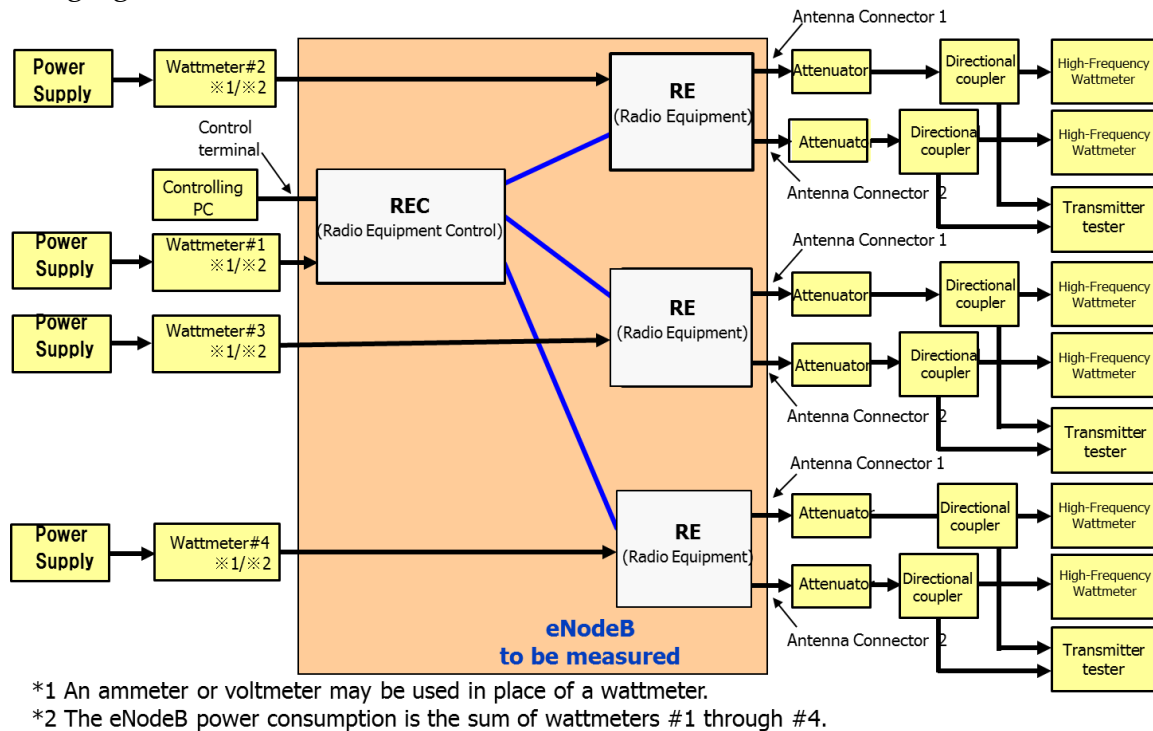 Antenna Connector 1
Power
Supply
Wattmeter#2
※1/※2
RE
(Radio Equipment)
Attenuator
Directional
coupler
High-Frequency
Wattmeter
Control
terminal
Attenuator
Directional
coupler
High-Frequency
Wattmeter
Antenna Connector 2
Controlling
PC
REC
(Radio Equipment Control)
Transmitter
tester
Power
Supply
Wattmeter#1
※1/※2
Antenna Connector 1
RE
(Radio Equipment)
Attenuator
Directional
coupler
High-Frequency
Wattmeter
Power
Supply
Wattmeter#3
※1/※2
Attenuator
Directional
coupler
High-Frequency
Wattmeter
Antenna Connector 2
Transmitter
tester
Antenna Connector 1
Power
Supply
Wattmeter#4
※1/※2
RE
(Radio Equipment)
Attenuator
Directional
coupler
High-Frequency
Wattmeter
Attenuator
Directional
coupler
High-Frequency
Wattmeter
Antenna Connector 2
Transmitter
tester
eNodeB
to be measured
*1 An ammeter or voltmeter may be used in place of a wattmeter.
*2 The eNodeB power consumption is the sum of wattmeters #1 through #4.